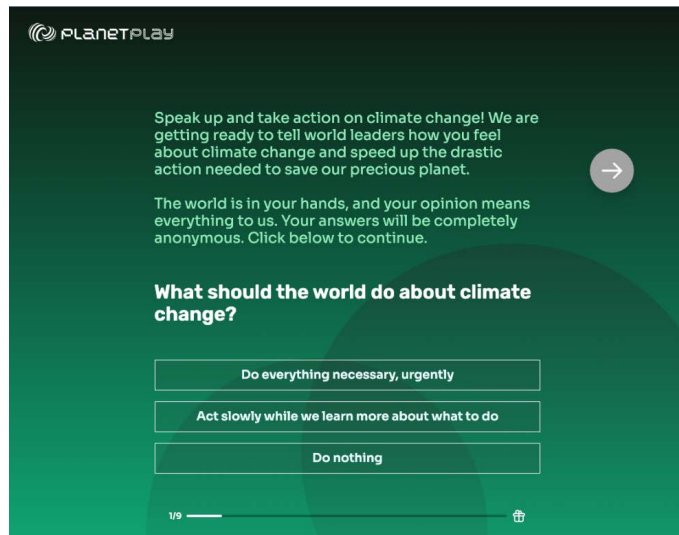 PLANETPLAY
Speak up and take action on climate change! We are
getting ready to tell world leaders how you feel
about climate change and speed up the drastic
action needed to save our precious planet.
The world is in your hands, and your opinion means
everything to us. Your answers will be completely
anonymous. Click below to continue.
What should the world do about climate
change?
Do everything necessary, urgently
Act slowly while we learn more about what to do
Do nothing
1/9